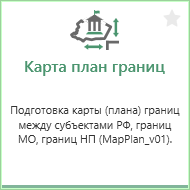 Карта план границ
Подготовка карты (плана) границ
между субъектами РФ, границ
МО, границ НП (MapPlan_v01).